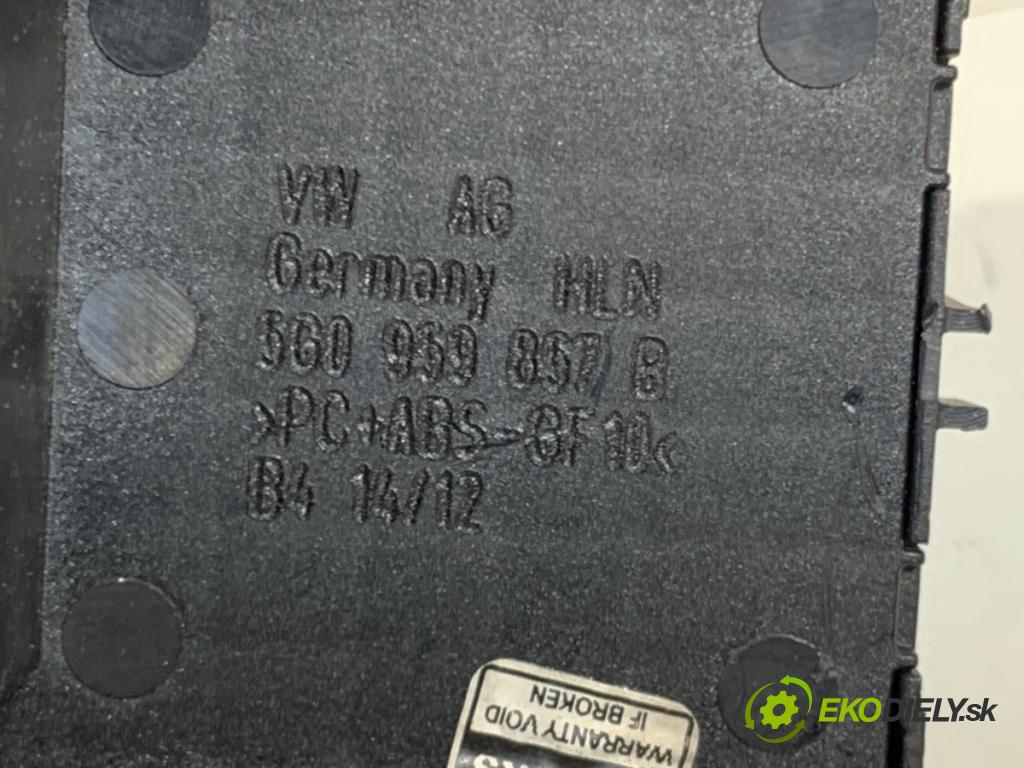 VW AG
Germany HLN
5G0 959 857 B
>PC+ABS-GF10<
B4 14/12
WARRANTY VOID
IF BROKEN
EKODIELY.sk